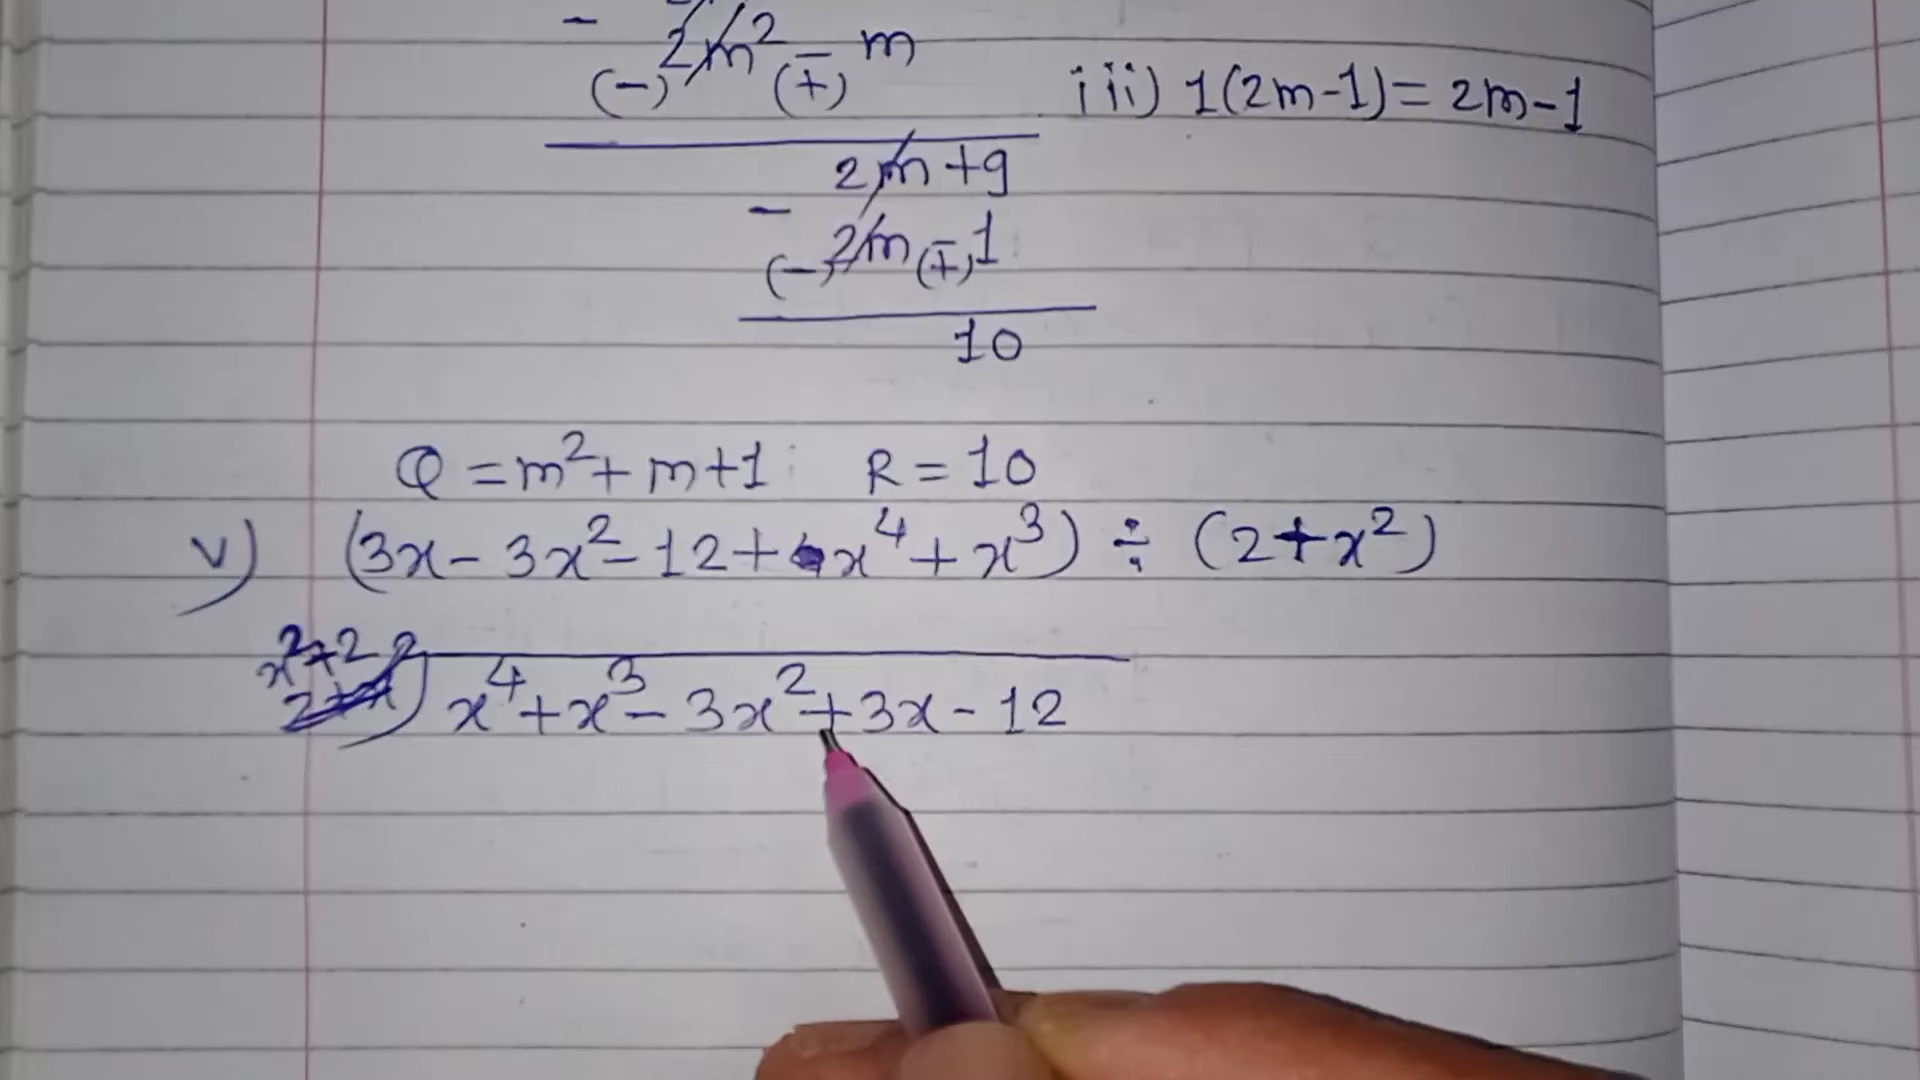 - 2m² - m
(-) (+)
iii) 1(2m-1) = 2m-1
2m+9
- 2m - 1
(-) (+)
10
Q = m²+m+1 R = 10
v) (3x - 3x² - 12 + x⁴ + x³) ÷ (2+x²)
x²+2 ) x⁴+x³-3x²+3x-12